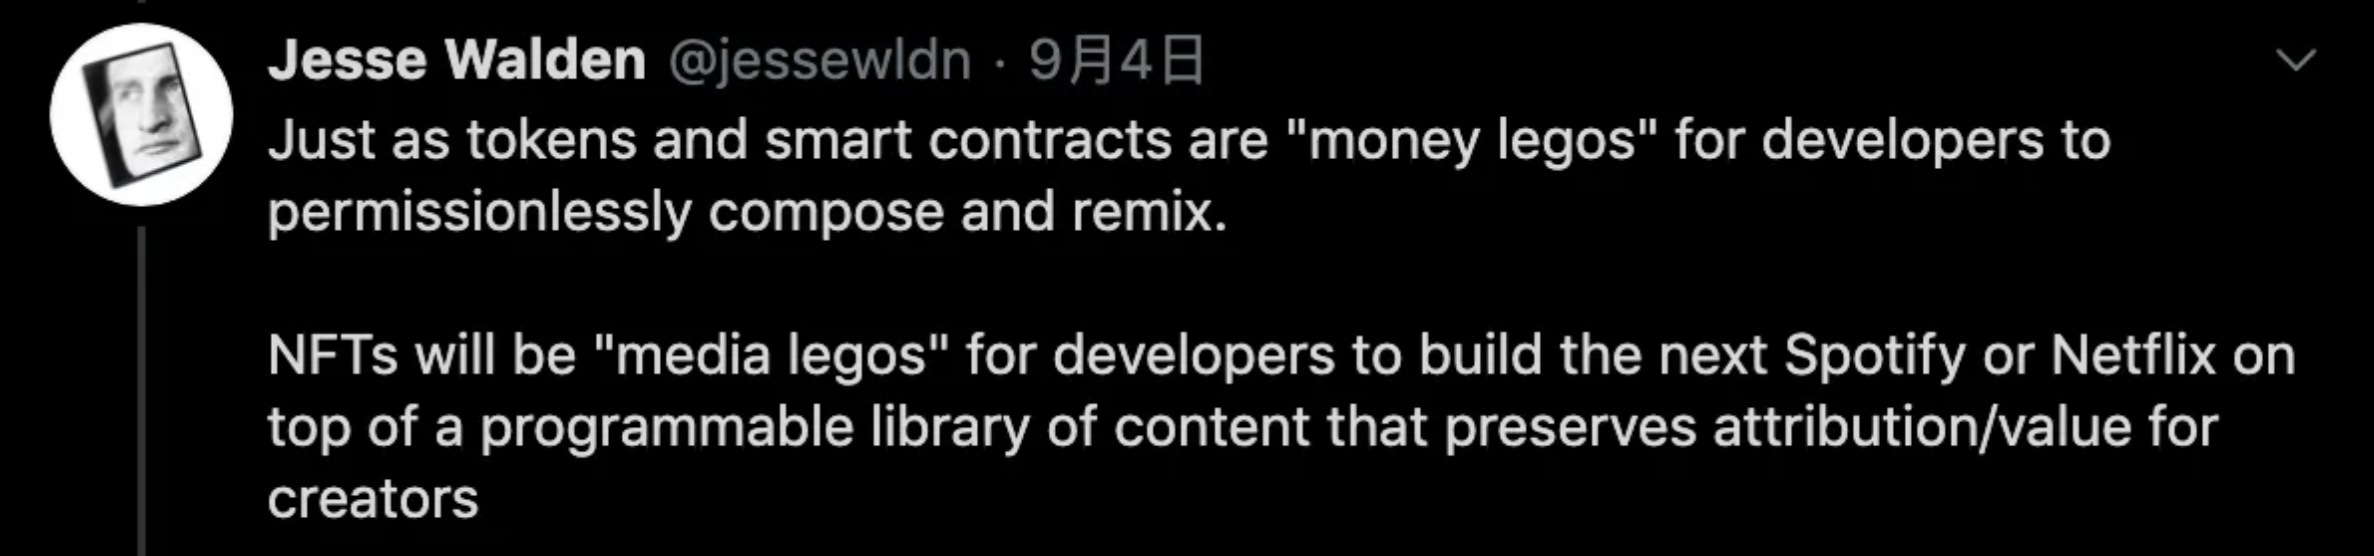 Jesse Walden @jessewldn · 9月4日
Just as tokens and smart contracts are "money legos" for developers to
permissionlessly compose and remix.
NFTs will be "media legos" for developers to build the next Spotify or Netflix on
top of a programmable library of content that preserves attribution/value for
creators